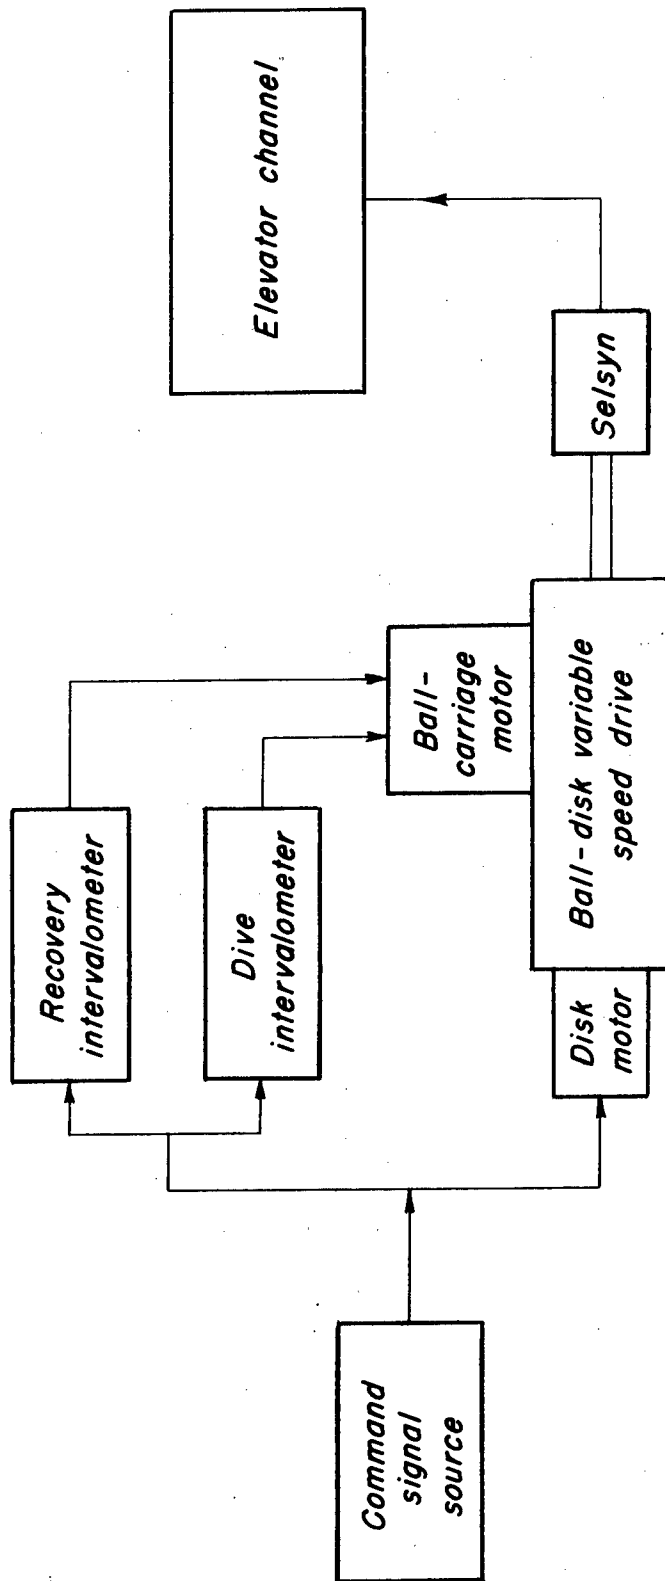 Command
signal
source
Recovery
intervalometer
Dive
intervalometer
Disk
motor
Ball-
carriage
motor
Ball-disk variable
speed drive
Selsyn
Elevator channel